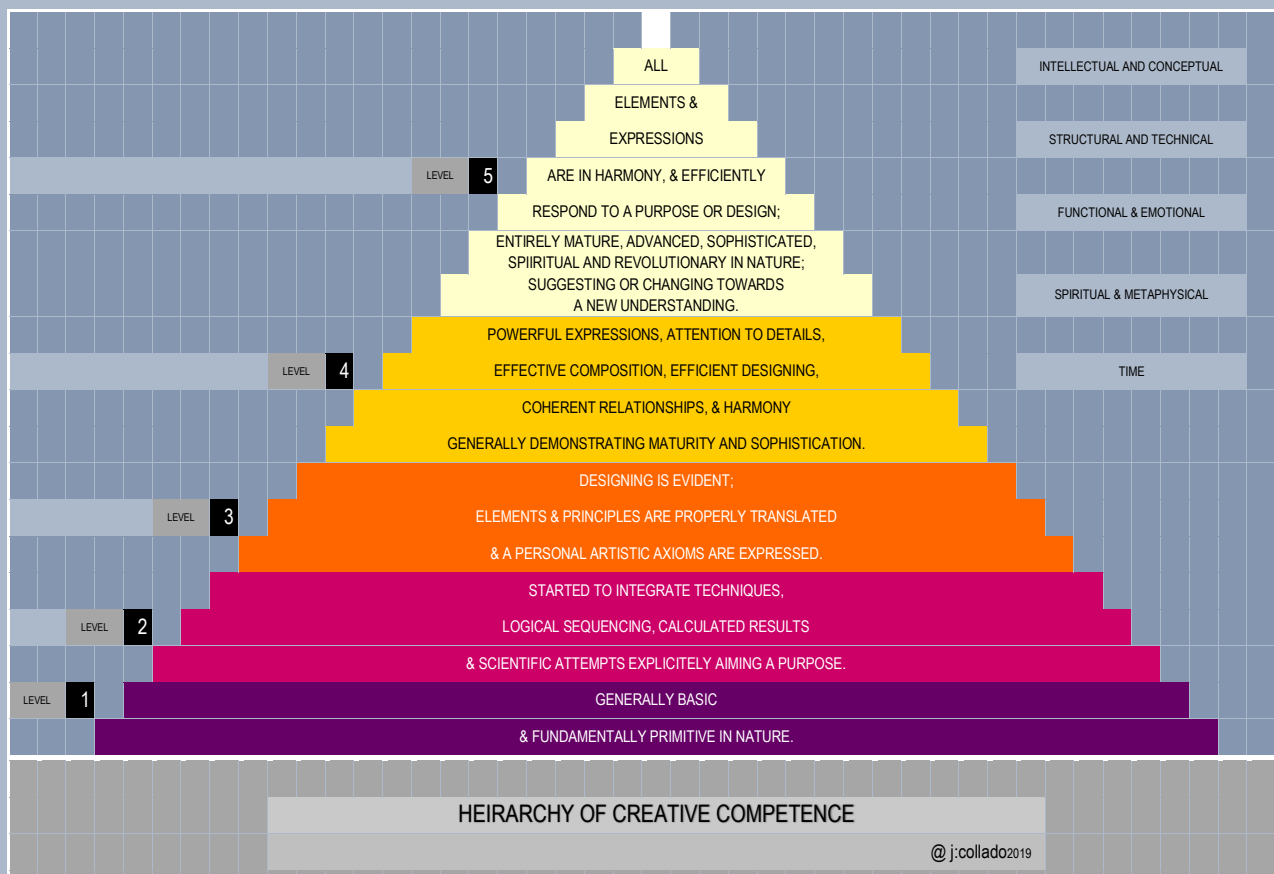 ALL
INTELLECTUAL AND CONCEPTUAL
ELEMENTS &
EXPRESSIONS
STRUCTURAL AND TECHNICAL
LEVEL 5
ARE IN HARMONY, & EFFICIENTLY
RESPOND TO A PURPOSE OR DESIGN;
FUNCTIONAL & EMOTIONAL
ENTIRELY MATURE, ADVANCED, SOPHISTICATED,
SPIIRITUAL AND REVOLUTIONARY IN NATURE;
SUGGESTING OR CHANGING TOWARDS
A NEW UNDERSTANDING.
SPIRITUAL & METAPHYSICAL
POWERFUL EXPRESSIONS, ATTENTION TO DETAILS,
LEVEL 4
EFFECTIVE COMPOSITION, EFFICIENT DESIGNING,
TIME
COHERENT RELATIONSHIPS, & HARMONY
GENERALLY DEMONSTRATING MATURITY AND SOPHISTICATION.
DESIGNING IS EVIDENT;
LEVEL 3
ELEMENTS & PRINCIPLES ARE PROPERLY TRANSLATED
& A PERSONAL ARTISTIC AXIOMS ARE EXPRESSED.
STARTED TO INTEGRATE TECHNIQUES,
LEVEL 2
LOGICAL SEQUENCING, CALCULATED RESULTS
& SCIENTIFIC ATTEMPTS EXPLICITELY AIMING A PURPOSE.
LEVEL 1
GENERALLY BASIC
& FUNDAMENTALLY PRIMITIVE IN NATURE.
HEIRARCHY OF CREATIVE COMPETENCE
@ j:collado2019